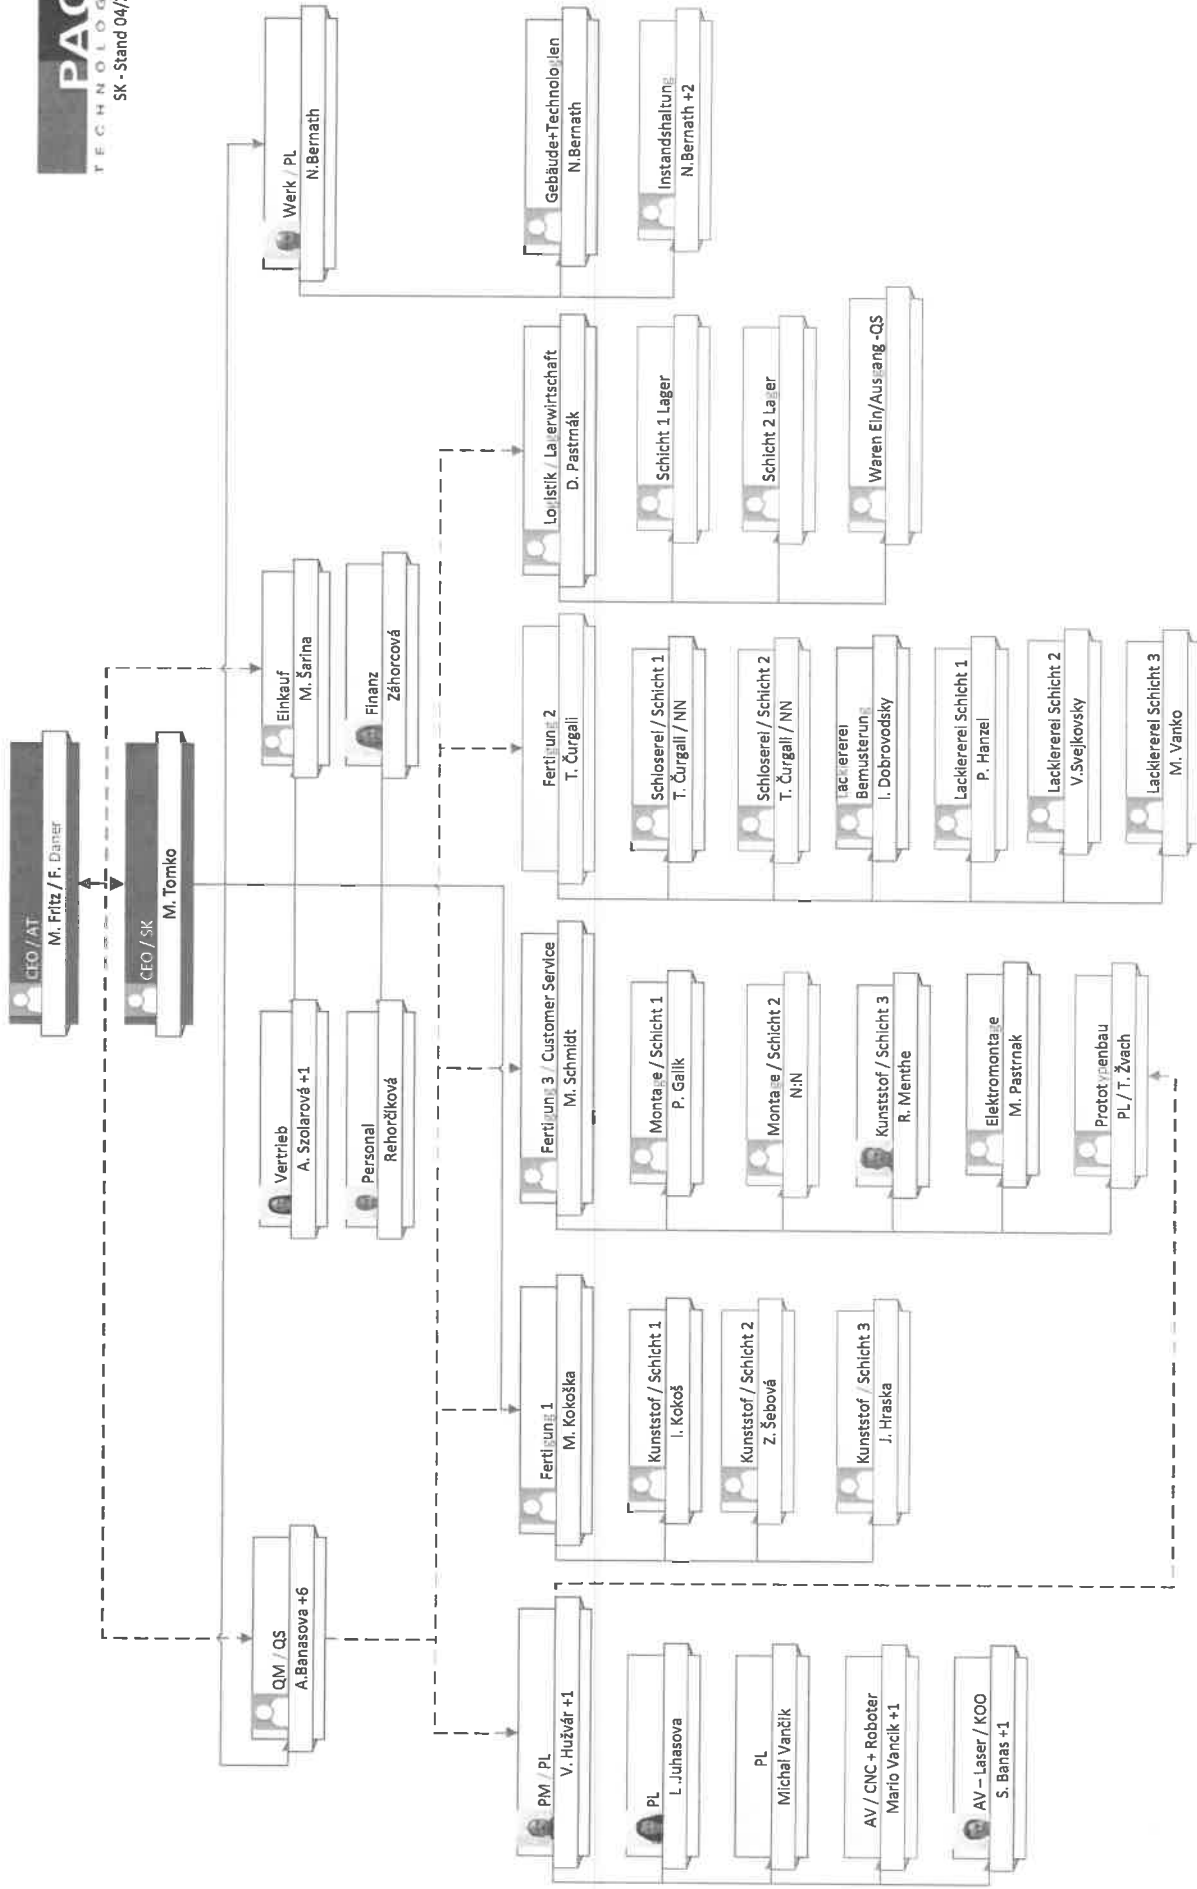 PAC
TECHNOLOG
SK - Stand 04/
CEO / AT
M. Fritz / F. Daner
CEO / SK
M. Tomko
QM / QS
A.Banasova +6
Vertrieb
A. Szolarová +1
Einkauf
M. Šarina
Werk / PL
N.Bernath
Personal
Rehorčíková
Finanz
Záhorcová
PM / PL
V. Hužvár +1
PL
L .Juhasova
PL
Michal Vančik
AV / CNC + Roboter
Mario Vancik +1
AV – Laser / KOO
S. Banas +1
Fertigung 1
M. Kokoška
Kunststof / Schicht 1
I. Kokoš
Kunststof / Schicht 2
Z. Šebová
Kunststof / Schicht 3
J. Hraska
Fertigung 3 / Customer Service
M. Schmidt
Montage / Schicht 1
P. Galik
Montage / Schicht 2
N:N
Kunststof / Schicht 3
R. Menthe
Elektromontage
M. Pastrnak
Prototypenbau
PL / T. Žvach
Fertigung 2
T. Čurgali
Schloserei / Schicht 1
T. Čurgali / NN
Schloserei / Schicht 2
T. Čurgali / NN
Lackiererei
Bemusterung
I. Dobrovodsky
Lackiererei Schicht 1
P. Hanzel
Lackiererei Schicht 2
V.Svejkovsky
Lackiererei Schicht 3
M. Vanko
Logistik / Lagerwirtschaft
D. Pastrnák
Schicht 1 Lager
Schicht 2 Lager
Waren Ein/Ausgang -QS
Gebäude+Technologien
N.Bernath
Instandshaltung
N.Bernath +2